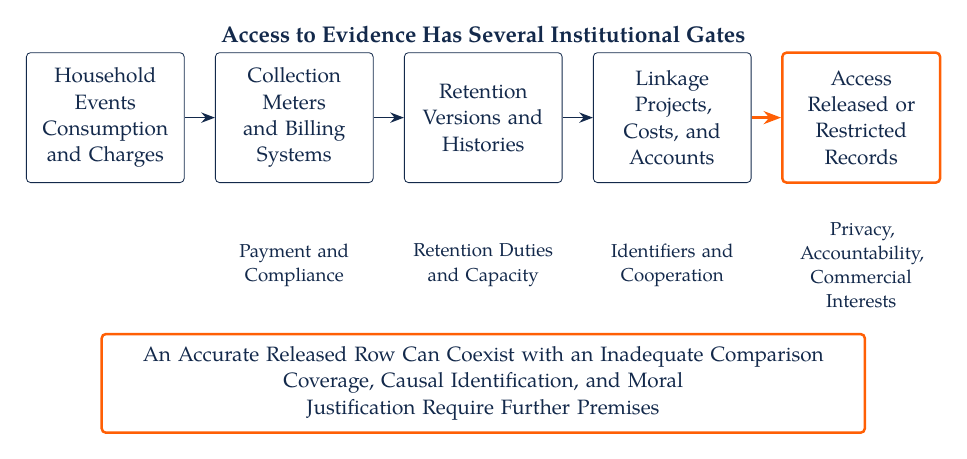 Access to Evidence Has Several Institutional Gates
Household
Events
Consumption
and Charges
Collection
Meters
and Billing
Systems
Retention
Versions and
Histories
Linkage
Projects,
Costs, and
Accounts
Access
Released or
Restricted
Records
Payment and
Compliance
Retention Duties
and Capacity
Identifiers and
Cooperation
Privacy,
Accountability,
Commercial
Interests
An Accurate Released Row Can Coexist with an Inadequate Comparison
Coverage, Causal Identification, and Moral
Justification Require Further Premises